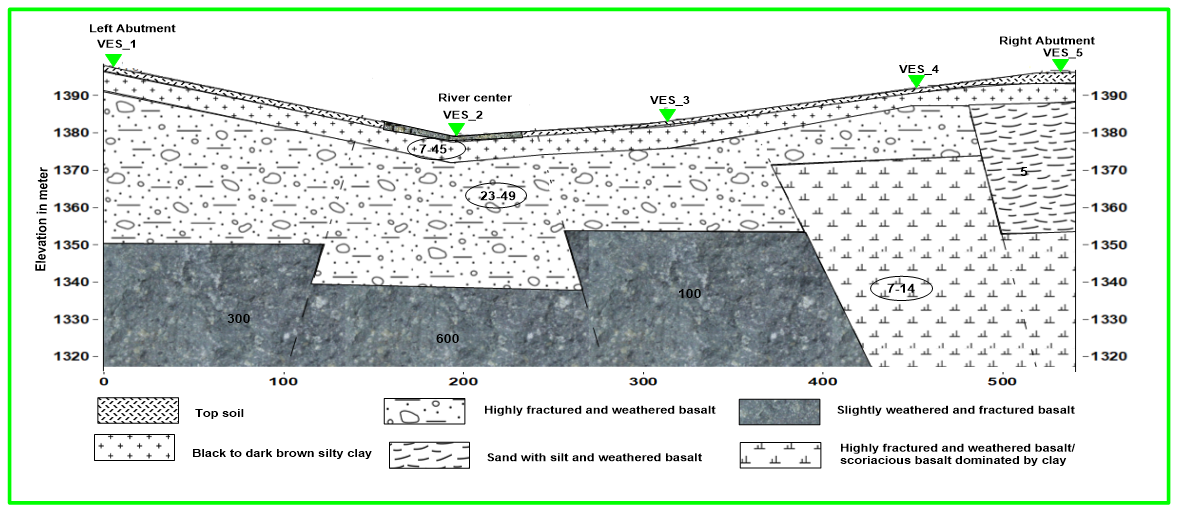 Left Abutment
VES_1
River center
VES_2
VES_3
VES_4
Right Abutment
VES_5
Elevation in meter
1390
1380
1370
1360
1350
1340
1330
1320
1390
1380
1370
1360
1350
1340
1330
1320
7-45
23-49
5
7-14
300
600
100
0
100
200
300
400
500
Top soil
Highly fractured and weathered basalt
Slightly weathered and fractured basalt
Black to dark brown silty clay
Sand with silt and weathered basalt
Highly fractured and weathered basalt/
scoriacious basalt dominated by clay